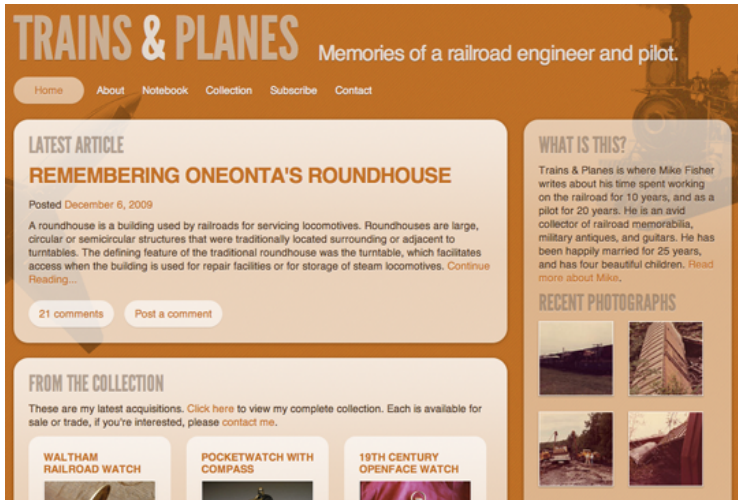 TRAINS & PLANES
Memories of a railroad engineer and pilot.
Home About Notebook Collection Subscribe Contact
LATEST ARTICLE
REMEMBERING ONEONTA'S ROUNDHOUSE
Posted December 6, 2009
A roundhouse is a building used by railroads for servicing locomotives. Roundhouses are large,
circular or semicircular structures that were traditionally located surrounding or adjacent to
turntables. The defining feature of the traditional roundhouse was the turntable, which facilitates
access when the building is used for repair facilities or for storage of steam locomotives. Continue
Reading...
21 comments
Post a comment
FROM THE COLLECTION
These are my latest acquisitions. Click here to view my complete collection. Each is available for
sale or trade, if you're interested, please contact me.
WALTHAM
RAILROAD WATCH
POCKETWATCH WITH
COMPASS
19TH CENTURY
OPENFACE WATCH
WHAT IS THIS?
Trains & Planes is where Mike Fisher
writes about his time spent working
on the railroad for 10 years, and as a
pilot for 20 years. He is an avid
collector of railroad memorabilia,
military antiques, and guitars. He has
been happily married for 25 years,
and has four beautiful children. Read
more about Mike.
RECENT PHOTOGRAPHS